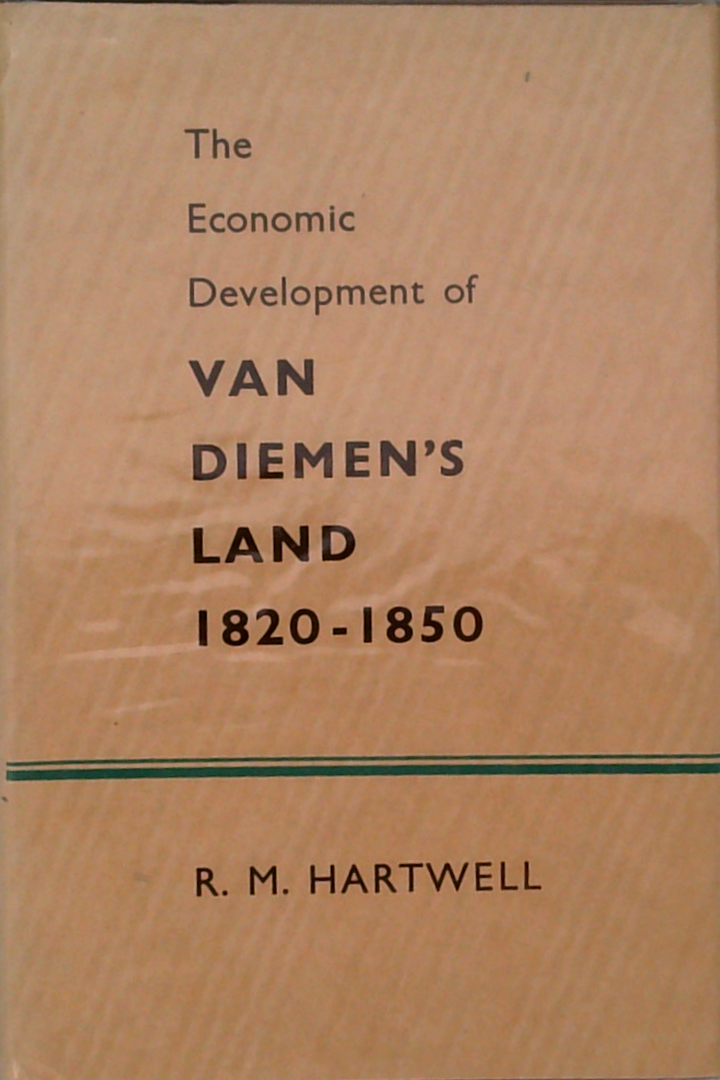 The
Economic
Development of
VAN
DIEMEN'S
LAND
1820-1850
R. M. HARTWELL